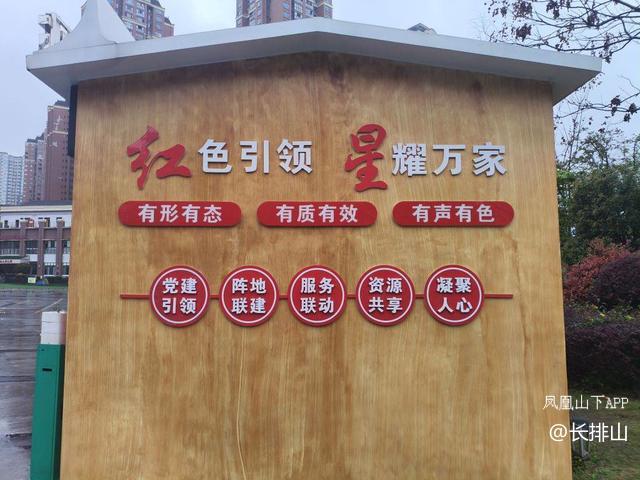 红色引领 星耀万家
有形有态 有质有效 有声有色
党建引领 阵地联建 服务联动 资源共享 凝聚人心
凤凰山下APP
@长排山